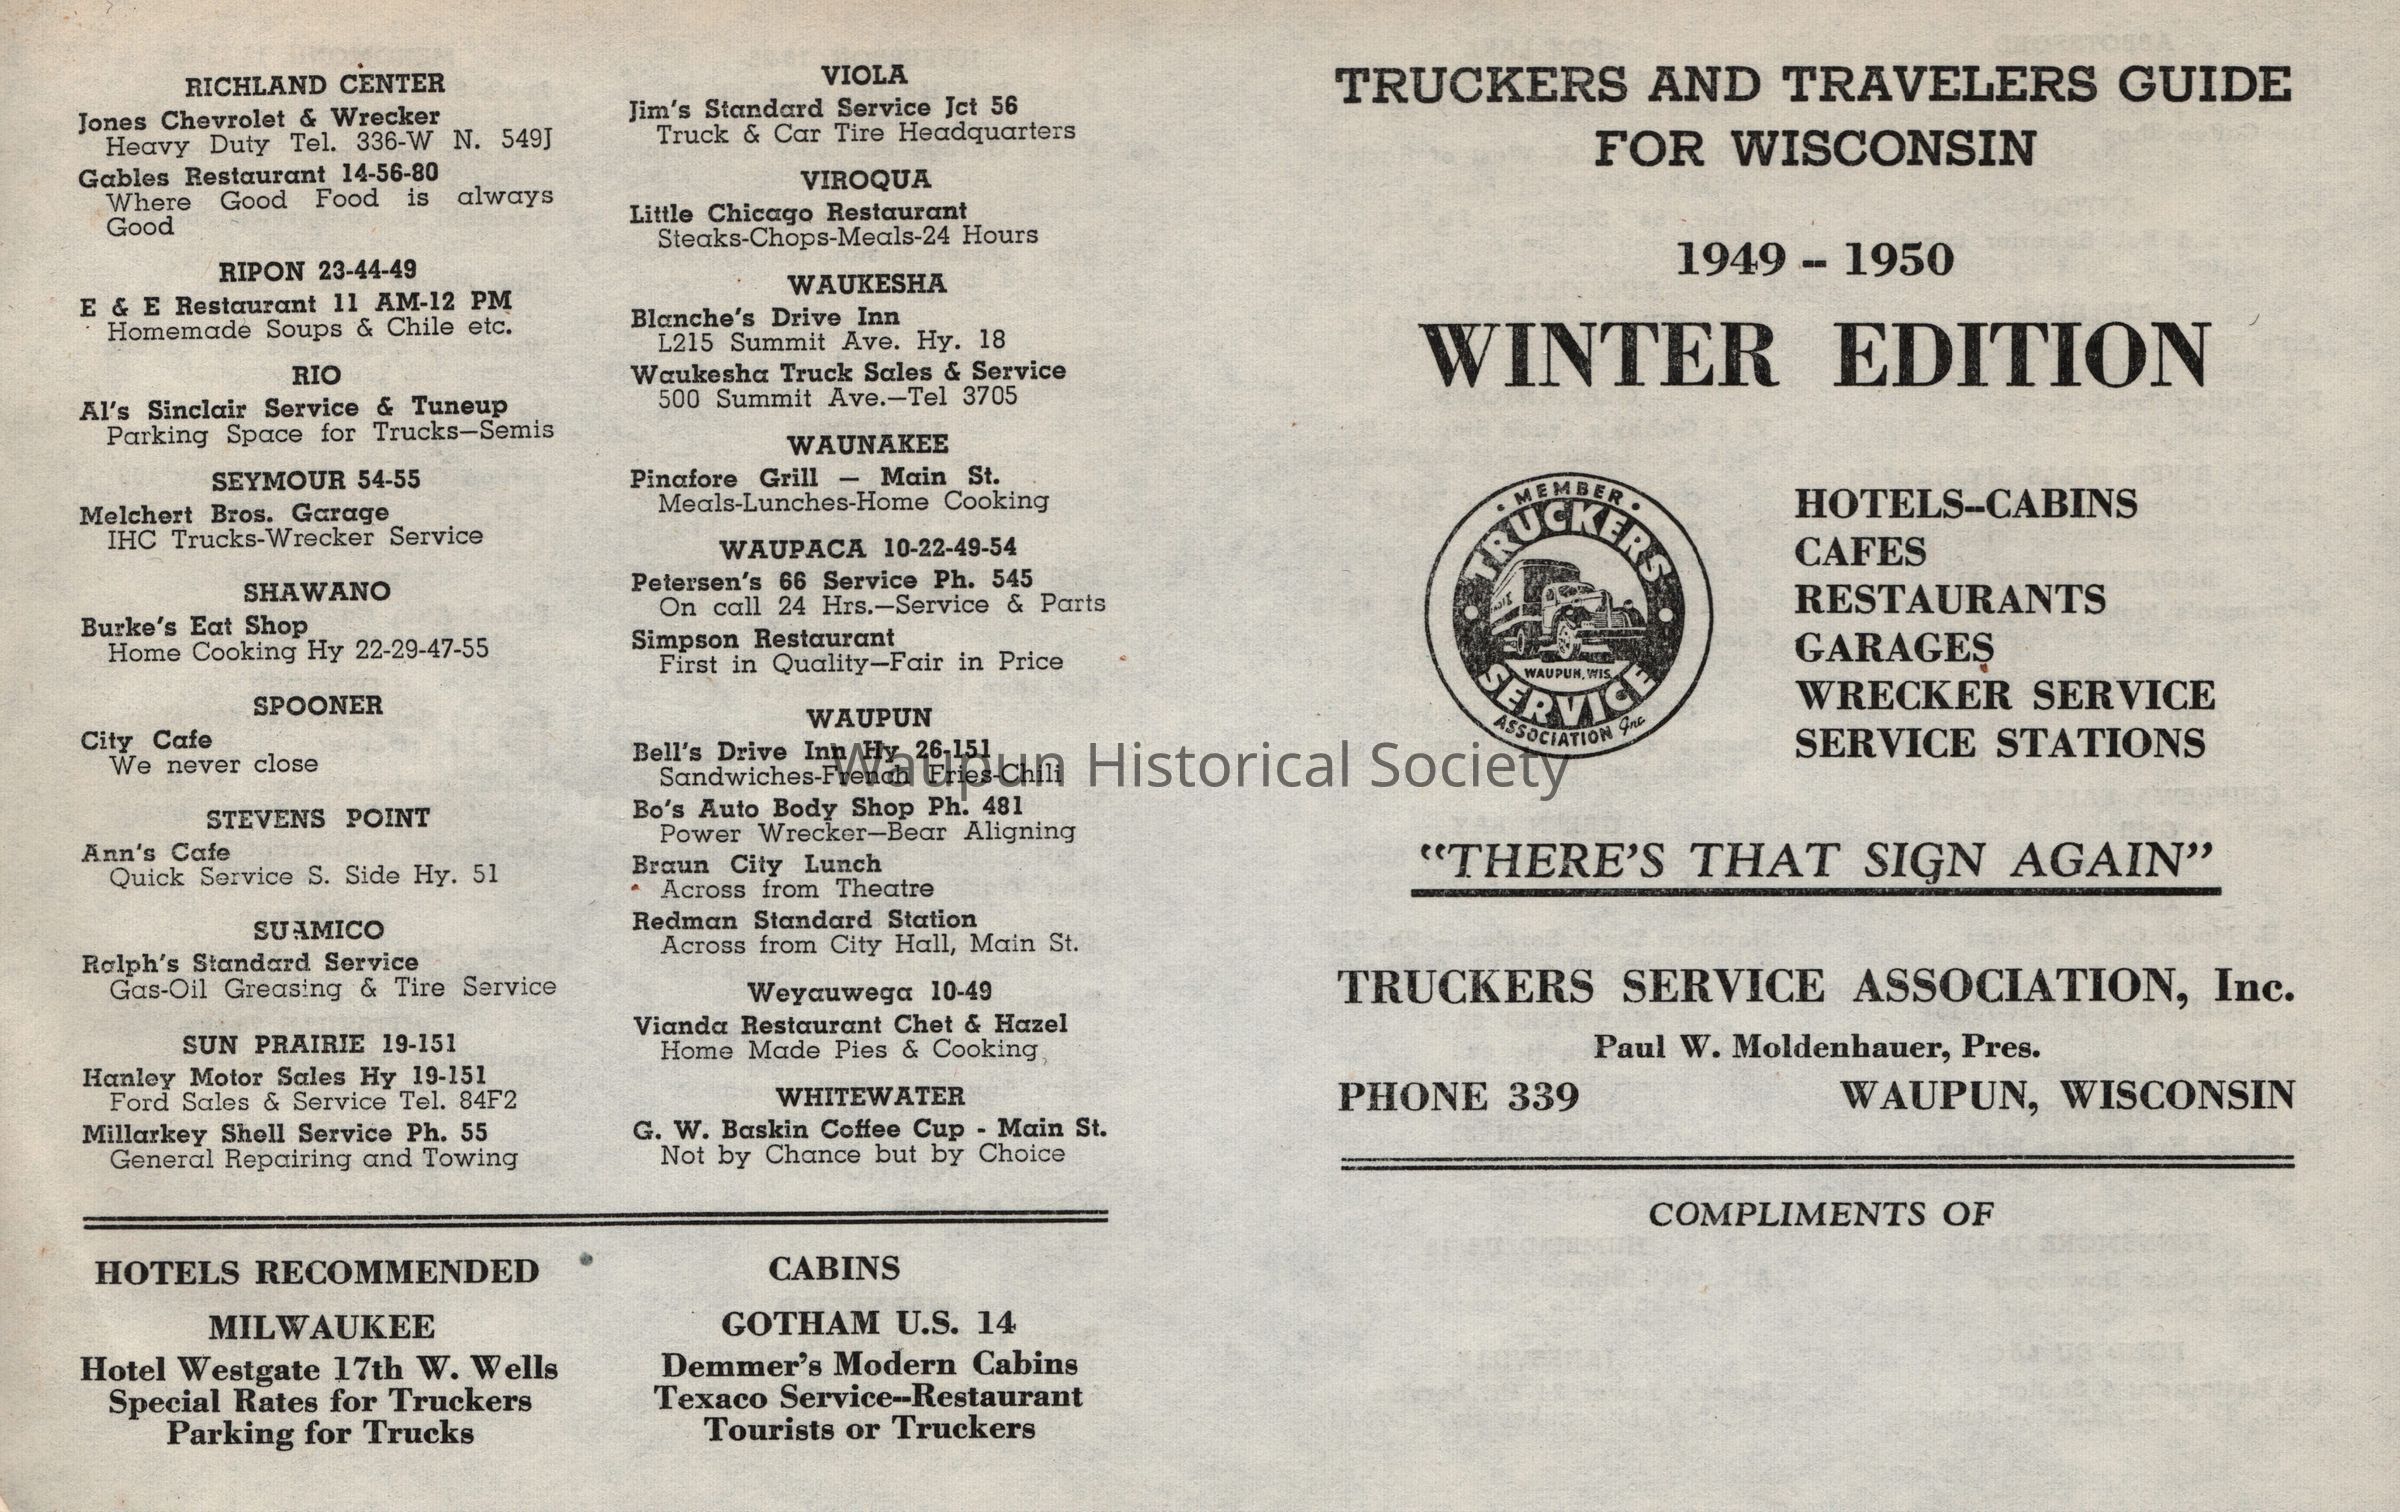 RICHLAND CENTER
Jones Chevrolet & Wrecker
Heavy Duty Tel. 336-W N. 549J
Gables Restaurant 14-56-80
Where Good Food is always
Good
RIPON 23-44-49
E & E Restaurant 11 AM-12 PM
Homemade Soups & Chile etc.
RIO
Al's Sinclair Service & Tuneup
Parking Space for Trucks—Semis
SEYMOUR 54-55
Melchert Bros. Garage
IHC Trucks-Wrecker Service
SHAWANO
Burke's Eat Shop
Home Cooking Hy 22-29-47-55
SPOONER
City Cafe
We never close
STEVENS POINT
Ann's Cafe
Quick Service S. Side Hy. 51
SUAMICO
Ralph's Standard Service
Gas-Oil Greasing & Tire Service
SUN PRAIRIE 19-151
Hanley Motor Sales Hy 19-151
Ford Sales & Service Tel. 84F2
Millarkey Shell Service Ph. 55
General Repairing and Towing
VIOLA
Jim's Standard Service Jct 56
Truck & Car Tire Headquarters
VIROQUA
Little Chicago Restaurant
Steaks-Chops-Meals-24 Hours
WAUKESHA
Blanche's Drive Inn
L215 Summit Ave. Hy. 18
Waukesha Truck Sales & Service
500 Summit Ave.—Tel 3705
WAUNAKEE
Pinafore Grill — Main St.
Meals-Lunches-Home Cooking
WAUPACA 10-22-49-54
Petersen's 66 Service Ph. 545
On call 24 Hrs.—Service & Parts
Simpson Restaurant
First in Quality—Fair in Price
WAUPUN
Bell's Drive Inn Hy 26-151
Sandwiches-French Fries-Chili
Bo's Auto Body Shop Ph. 481
Power Wrecker—Bear Aligning
Braun City Lunch
Across from Theatre
Redman Standard Station
Across from City Hall, Main St.
Weyauwega 10-49
Vianda Restaurant Chet & Hazel
Home Made Pies & Cooking
WHITEWATER
G. W. Baskin Coffee Cup - Main St.
Not by Chance but by Choice
HOTELS RECOMMENDED
MILWAUKEE
Hotel Westgate 17th W. Wells
Special Rates for Truckers
Parking for Trucks
CABINS
GOTHAM U.S. 14
Demmer's Modern Cabins
Texaco Service--Restaurant
Tourists or Truckers
TRUCKERS AND TRAVELERS GUIDE
FOR WISCONSIN
1949 -- 1950
WINTER EDITION
MEMBER
TRUCKERS
WAUPUN, WIS.
SERVICE
ASSOCIATION Inc
HOTELS--CABINS
CAFES
RESTAURANTS
GARAGES
WRECKER SERVICE
SERVICE STATIONS
"THERE'S THAT SIGN AGAIN"
TRUCKERS SERVICE ASSOCIATION, Inc.
Paul W. Moldenhauer, Pres.
PHONE 339 WAUPUN, WISCONSIN
COMPLIMENTS OF
Waupun Historical Society